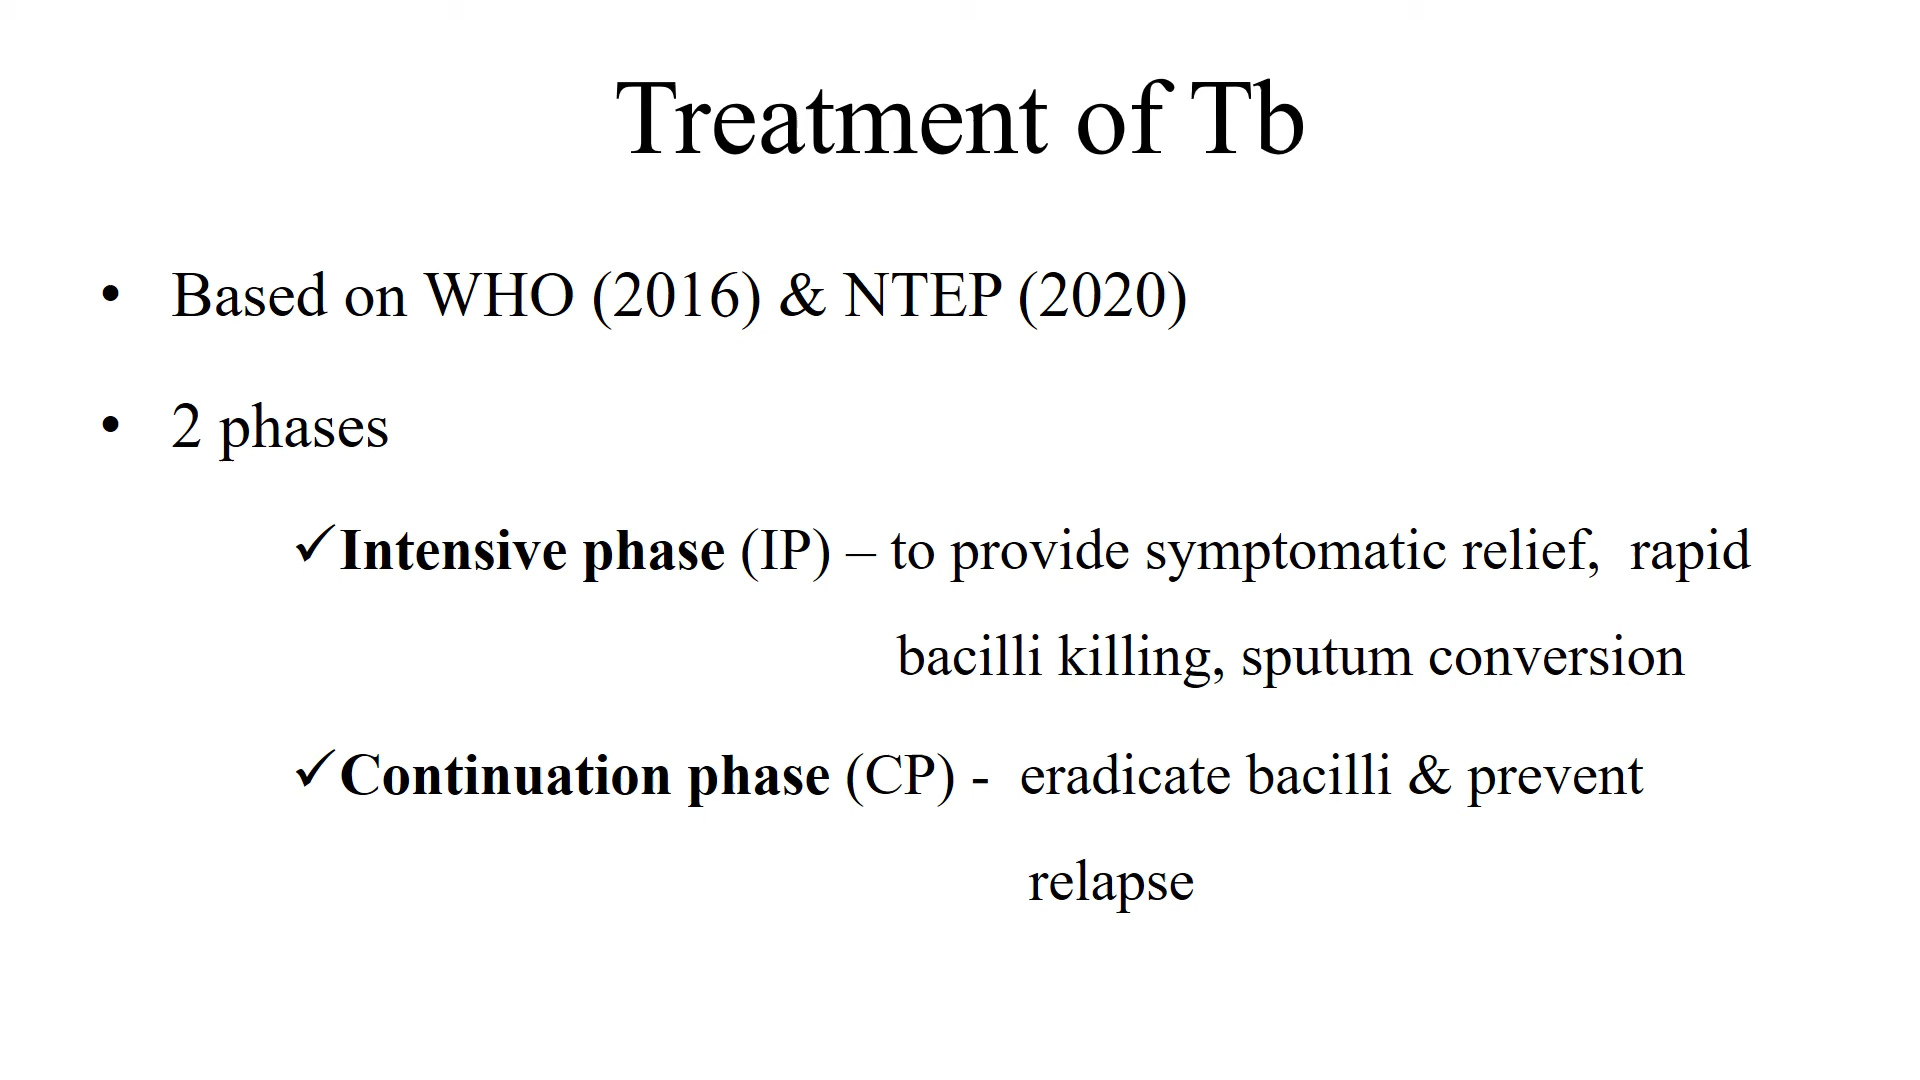 Treatment of Tb
• Based on WHO (2016) & NTEP (2020)
• 2 phases
✓Intensive phase (IP) – to provide symptomatic relief,  rapid
bacilli killing, sputum conversion
✓Continuation phase (CP) -  eradicate bacilli & prevent
relapse